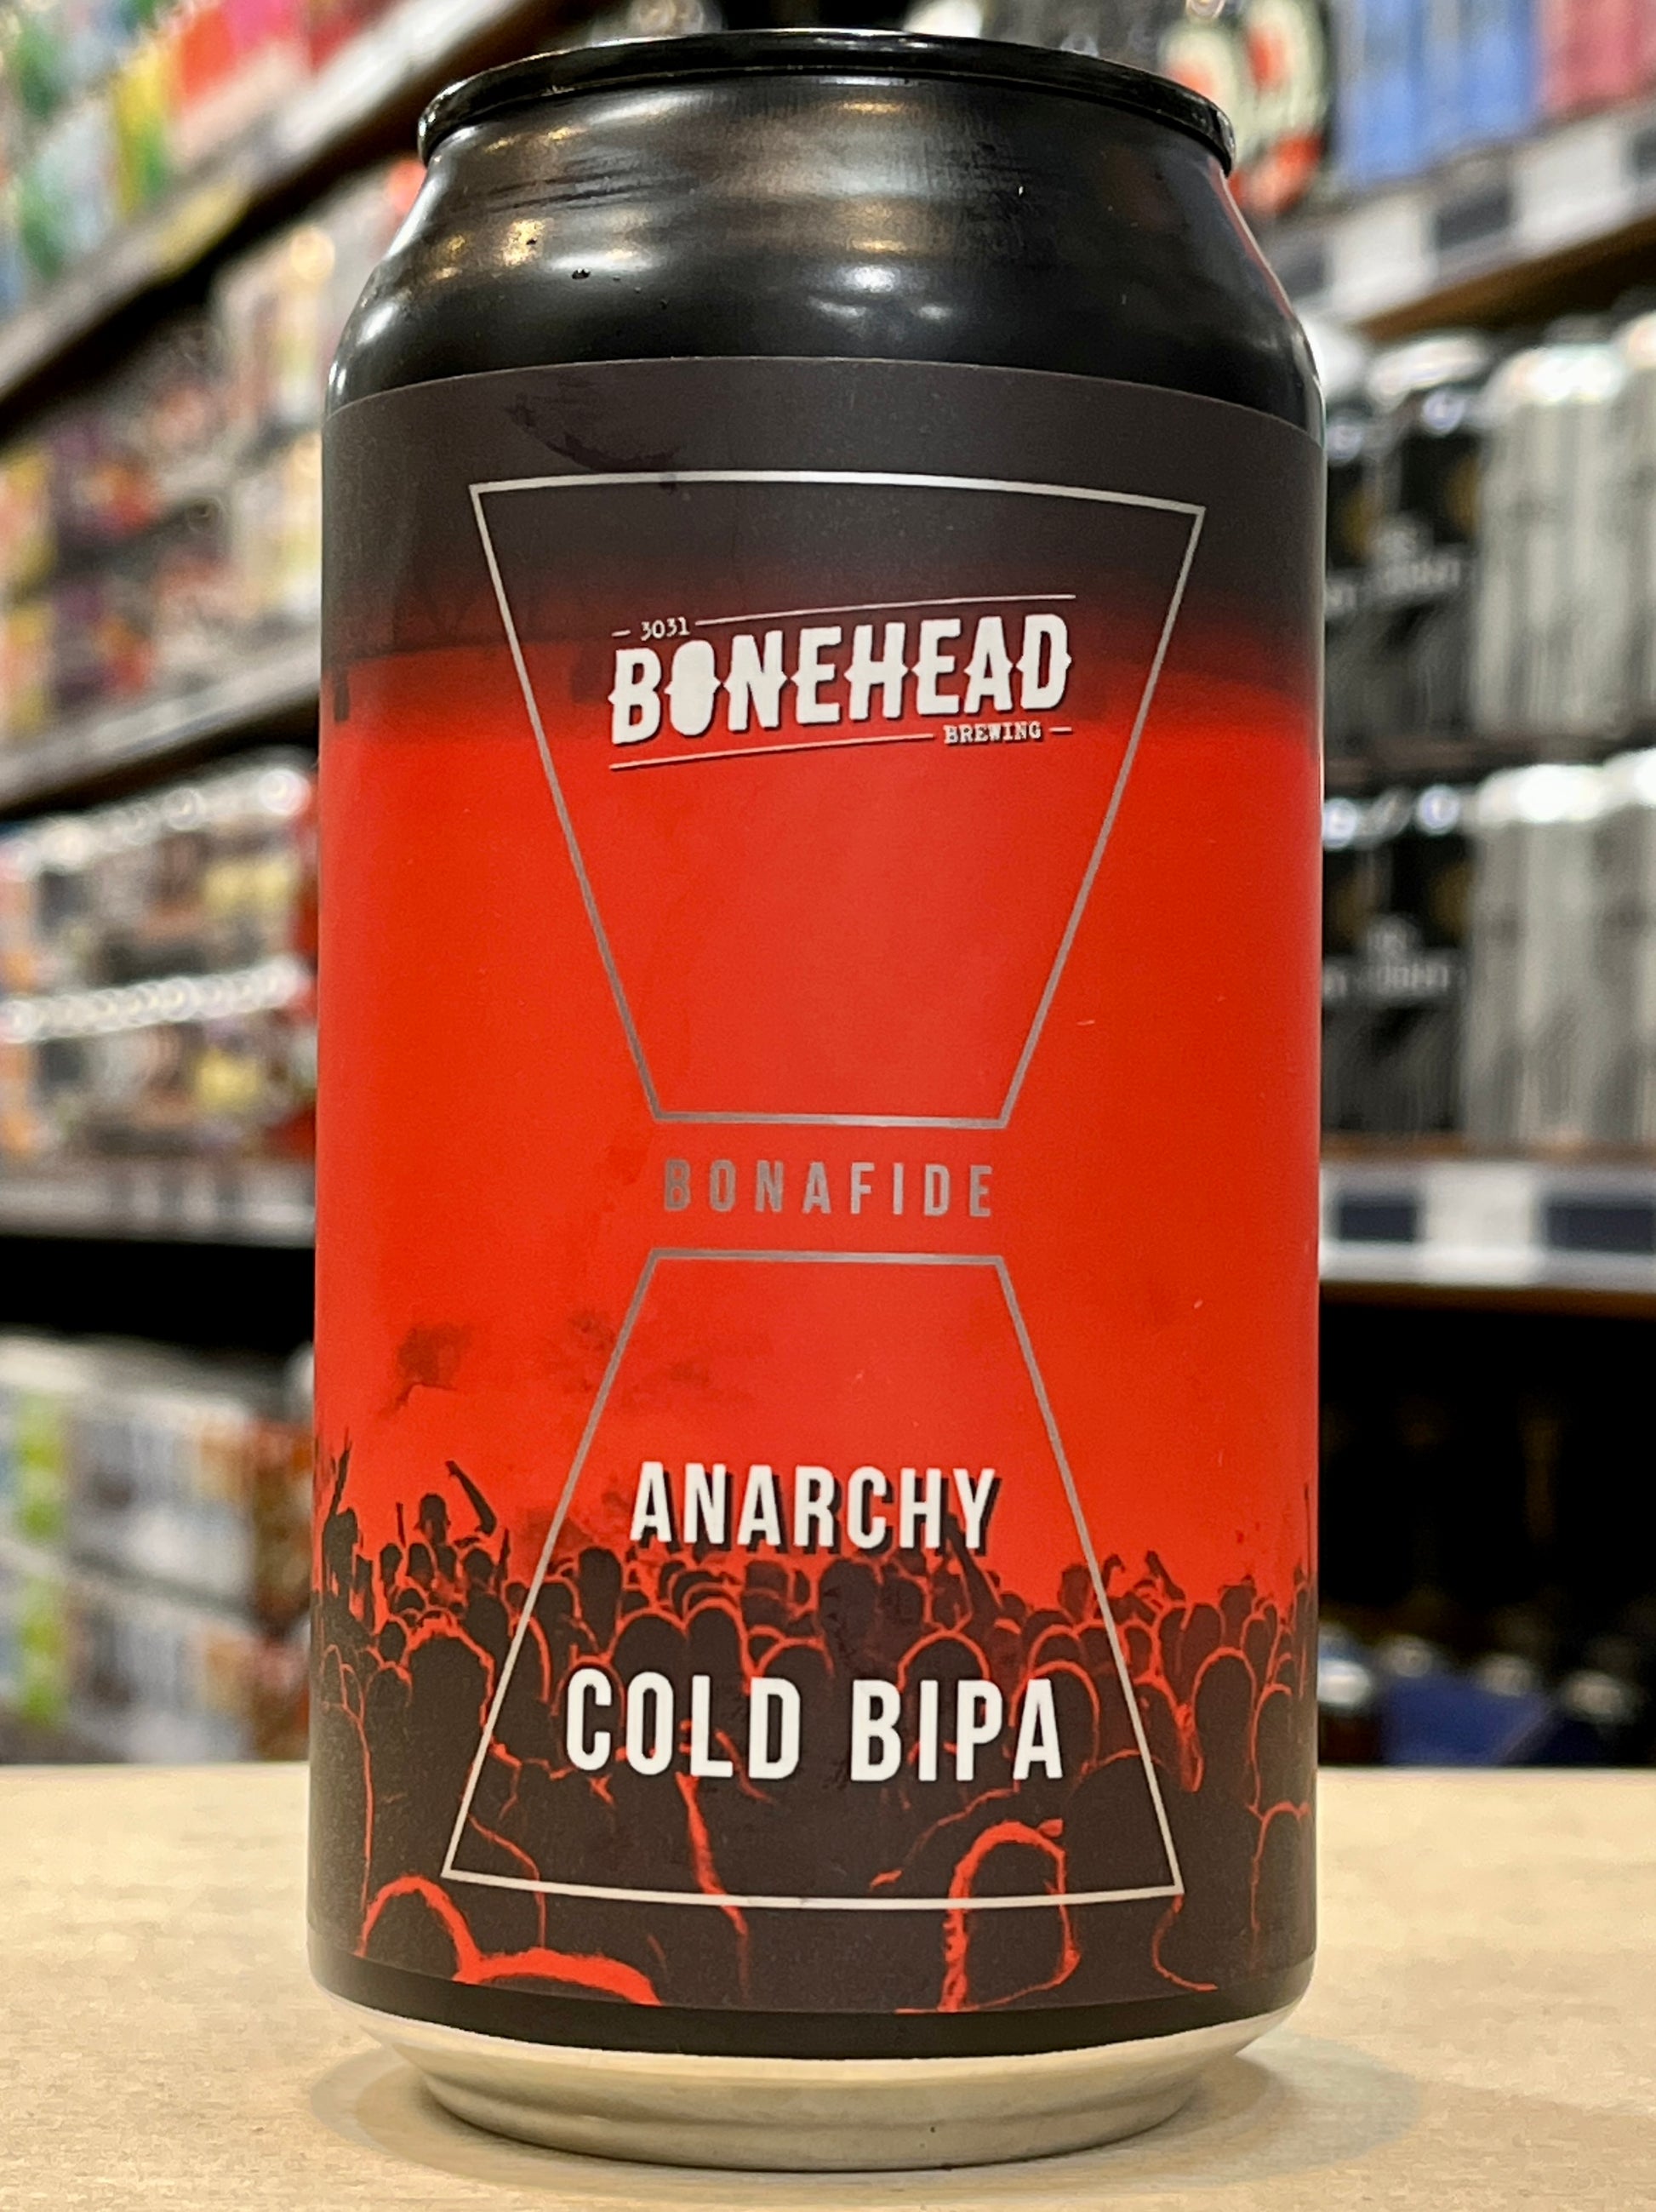 3031
BONEHEAD
BREWING
BONAFIDE
ANARCHY
COLD BIPA